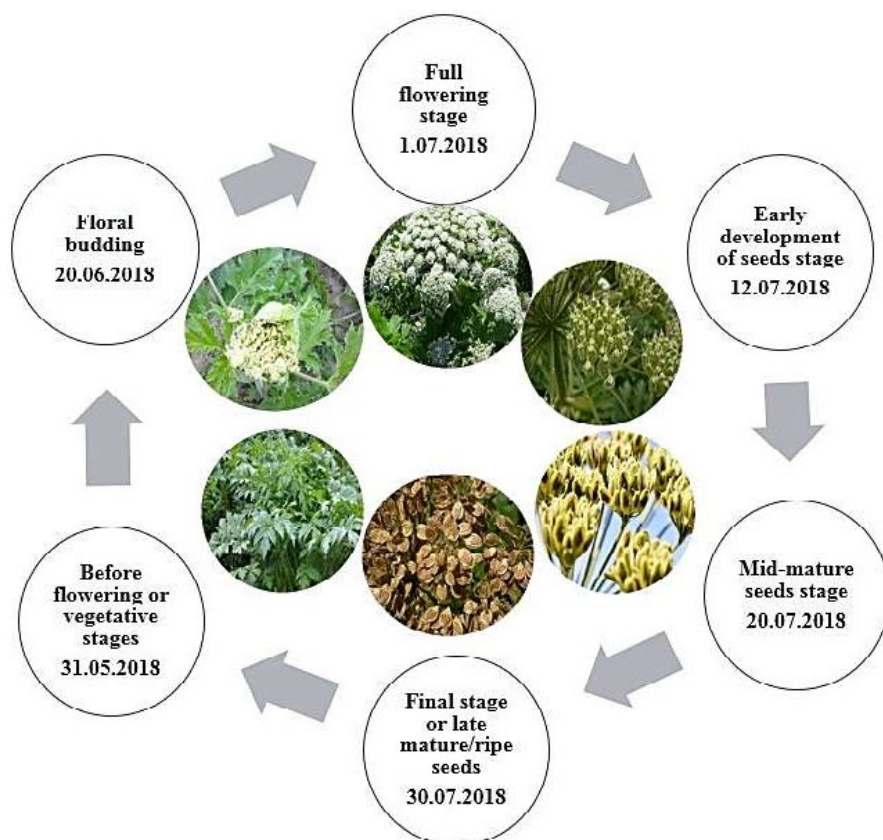 Full
flowering
stage
1.07.2018
Early
development
of seeds stage
12.07.2018
Mid-mature
seeds stage
20.07.2018
Final stage
or late
mature/ripe
seeds
30.07.2018
Before
flowering or
vegetative
stages
31.05.2018
Floral
budding
20.06.2018